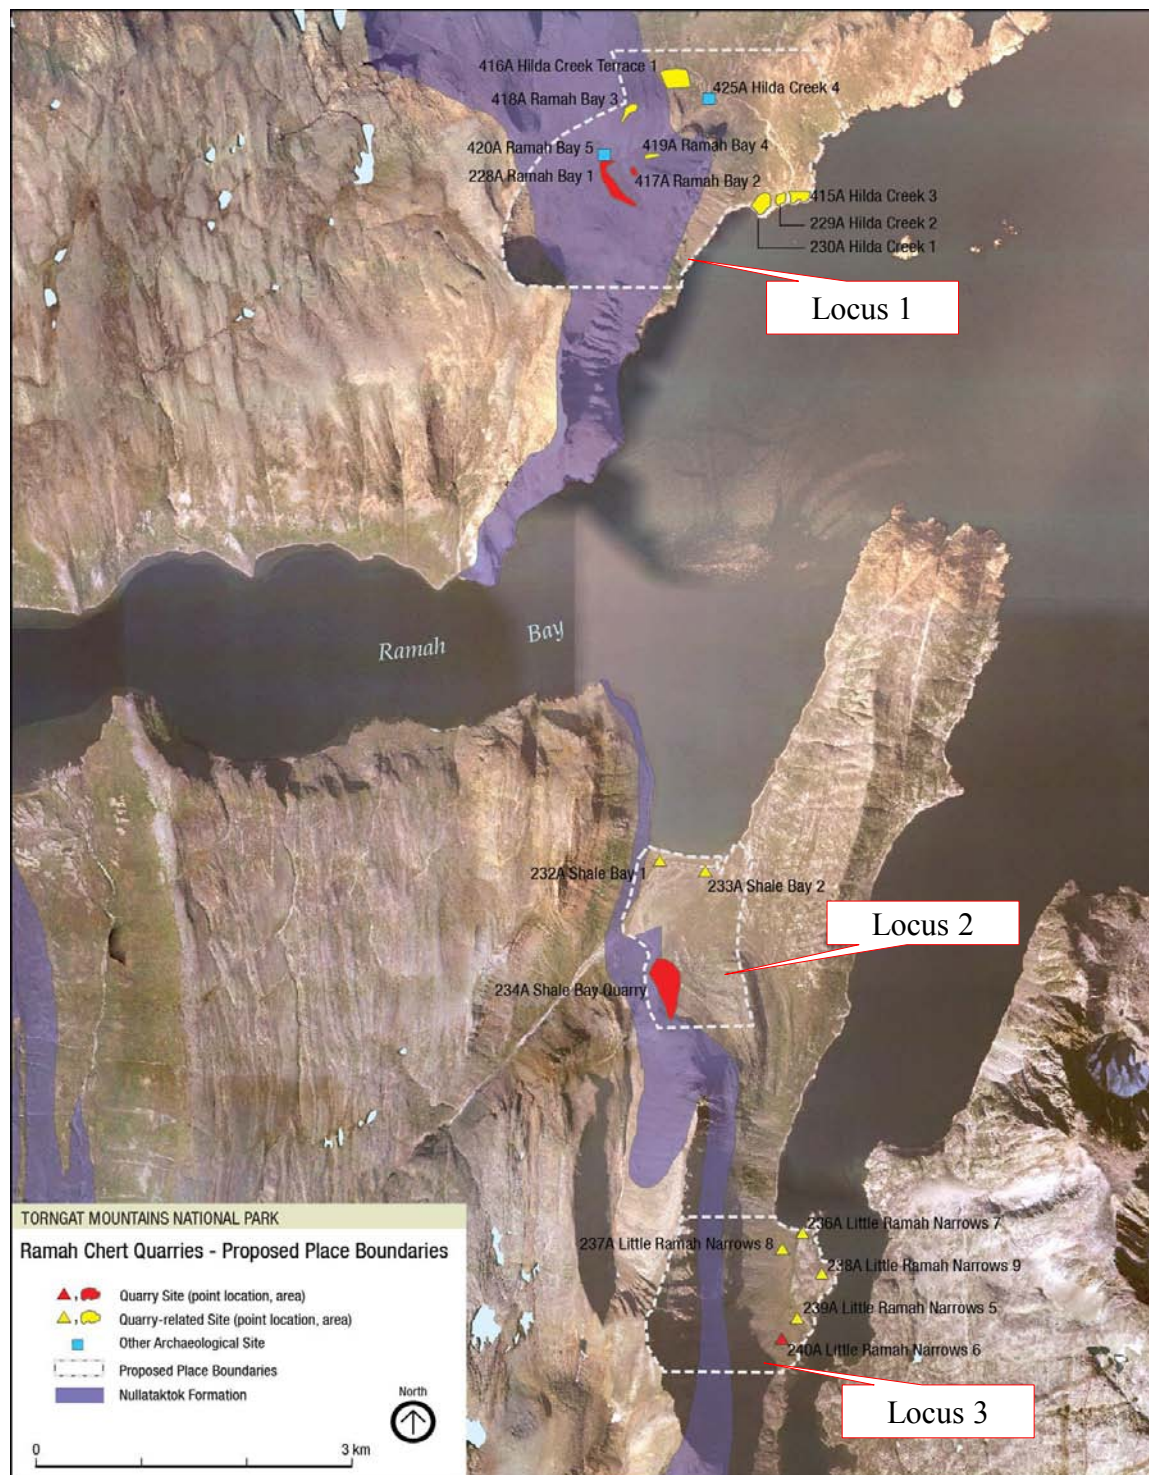 416A Hilda Creek Terrace 1
425A Hilda Creek 4
418A Ramah Bay 3
420A Ramah Bay 5
419A Ramah Bay 4
228A Ramah Bay 1
417A Ramah Bay 2
415A Hilda Creek 3
229A Hilda Creek 2
230A Hilda Creek 1
Locus 1
Ramah Bay
232A Shale Bay 1
233A Shale Bay 2
Locus 2
234A Shale Bay Quarry
236A Little Ramah Narrows 7
237A Little Ramah Narrows 8
238A Little Ramah Narrows 9
239A Little Ramah Narrows 5
240A Little Ramah Narrows 6
Locus 3
TORNGAT MOUNTAINS NATIONAL PARK
Ramah Chert Quarries - Proposed Place Boundaries
, Quarry Site (point location, area)
, Quarry-related Site (point location, area)
Other Archaeological Site
Proposed Place Boundaries
Nullataktok Formation
North
0 3 km